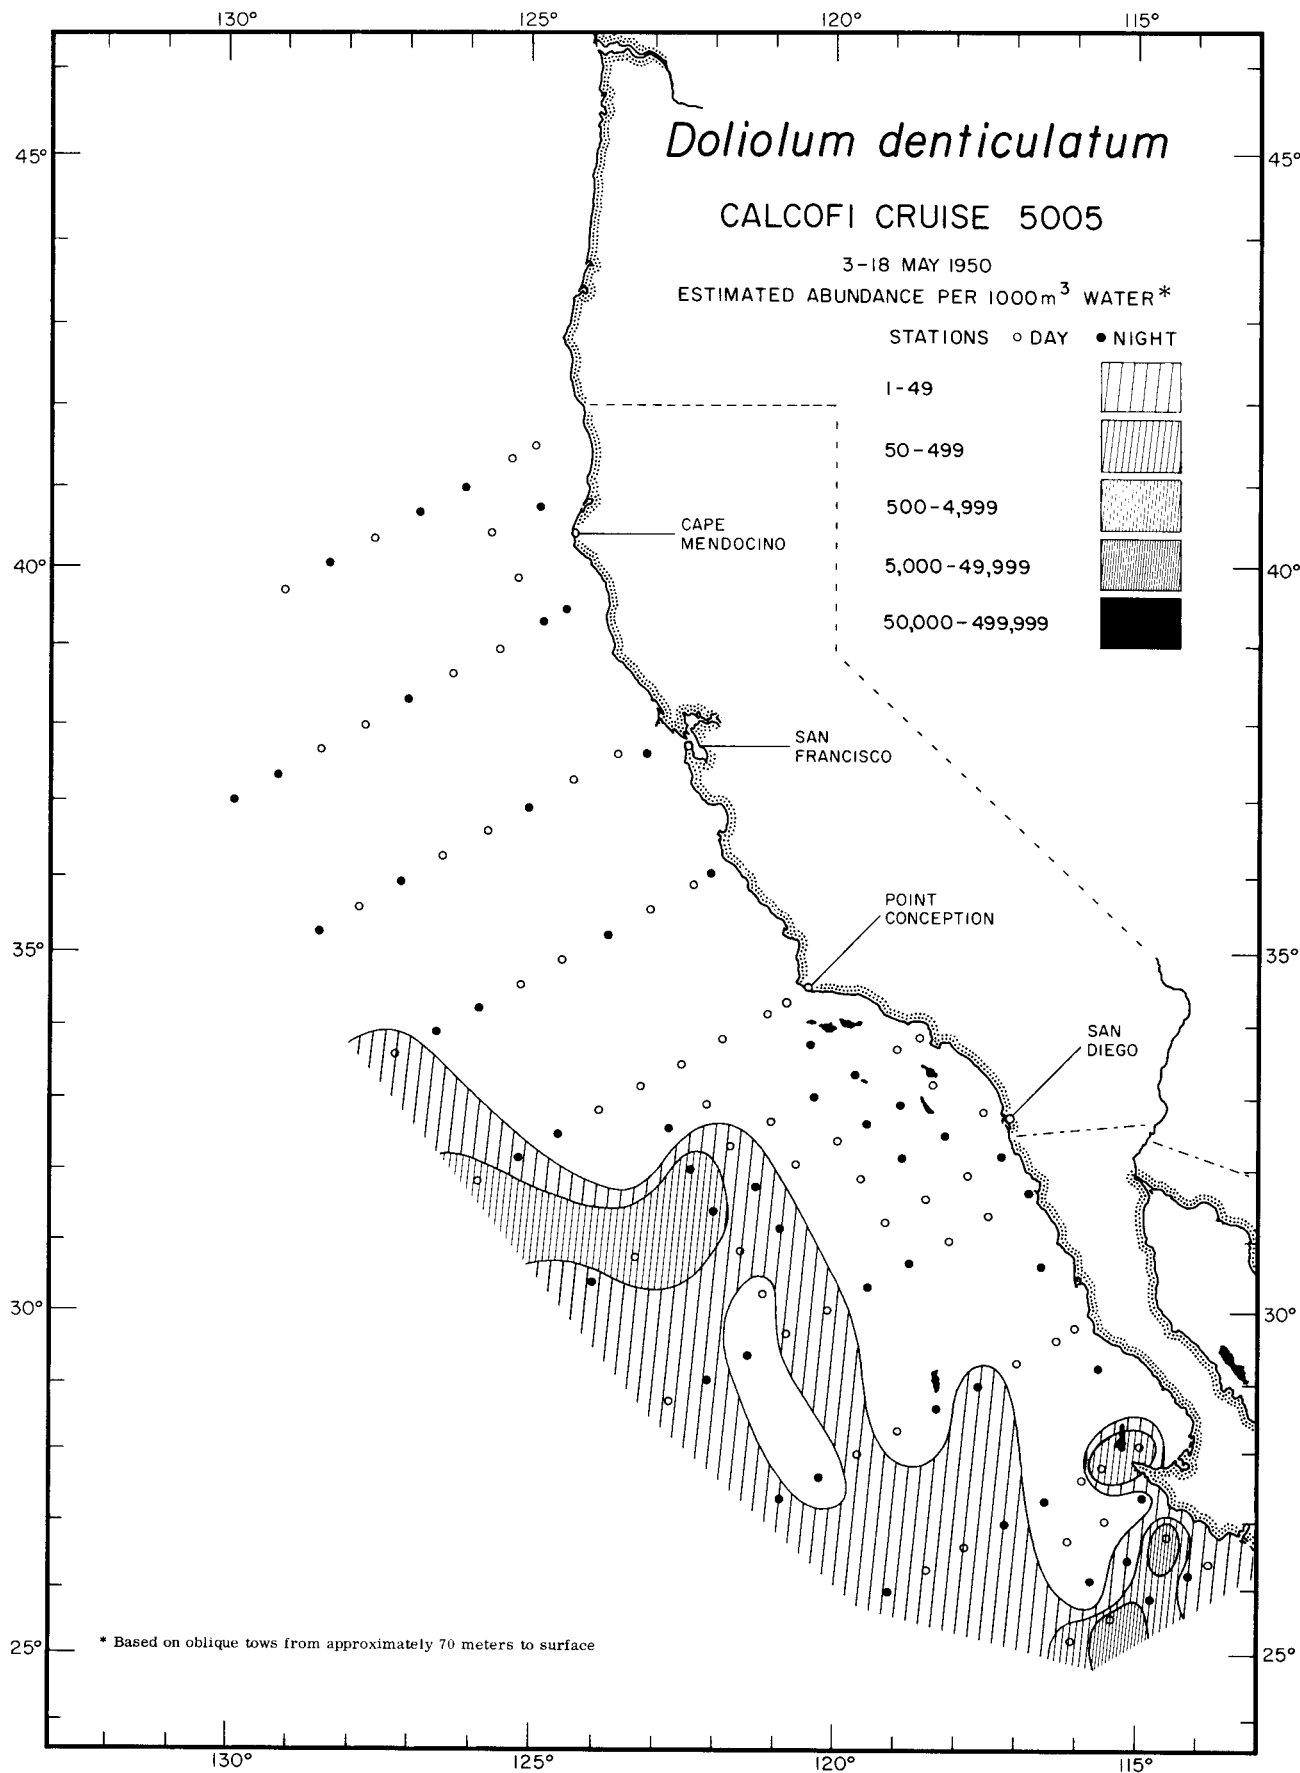 130° 125° 120° 115°
45° 45°
Doliolum denticulatum
CALCOFI CRUISE 5005
3-18 MAY 1950
ESTIMATED ABUNDANCE PER 1000m³ WATER*
STATIONS ○ DAY ● NIGHT
1-49
50-499
500-4,999
5,000-49,999
50,000-499,999
CAPE
MENDOCINO
40° 40°
SAN
FRANCISCO
POINT
CONCEPTION
35° 35°
SAN
DIEGO
30° 30°
* Based on oblique tows from approximately 70 meters to surface
25° 25°
130° 125° 120° 115°